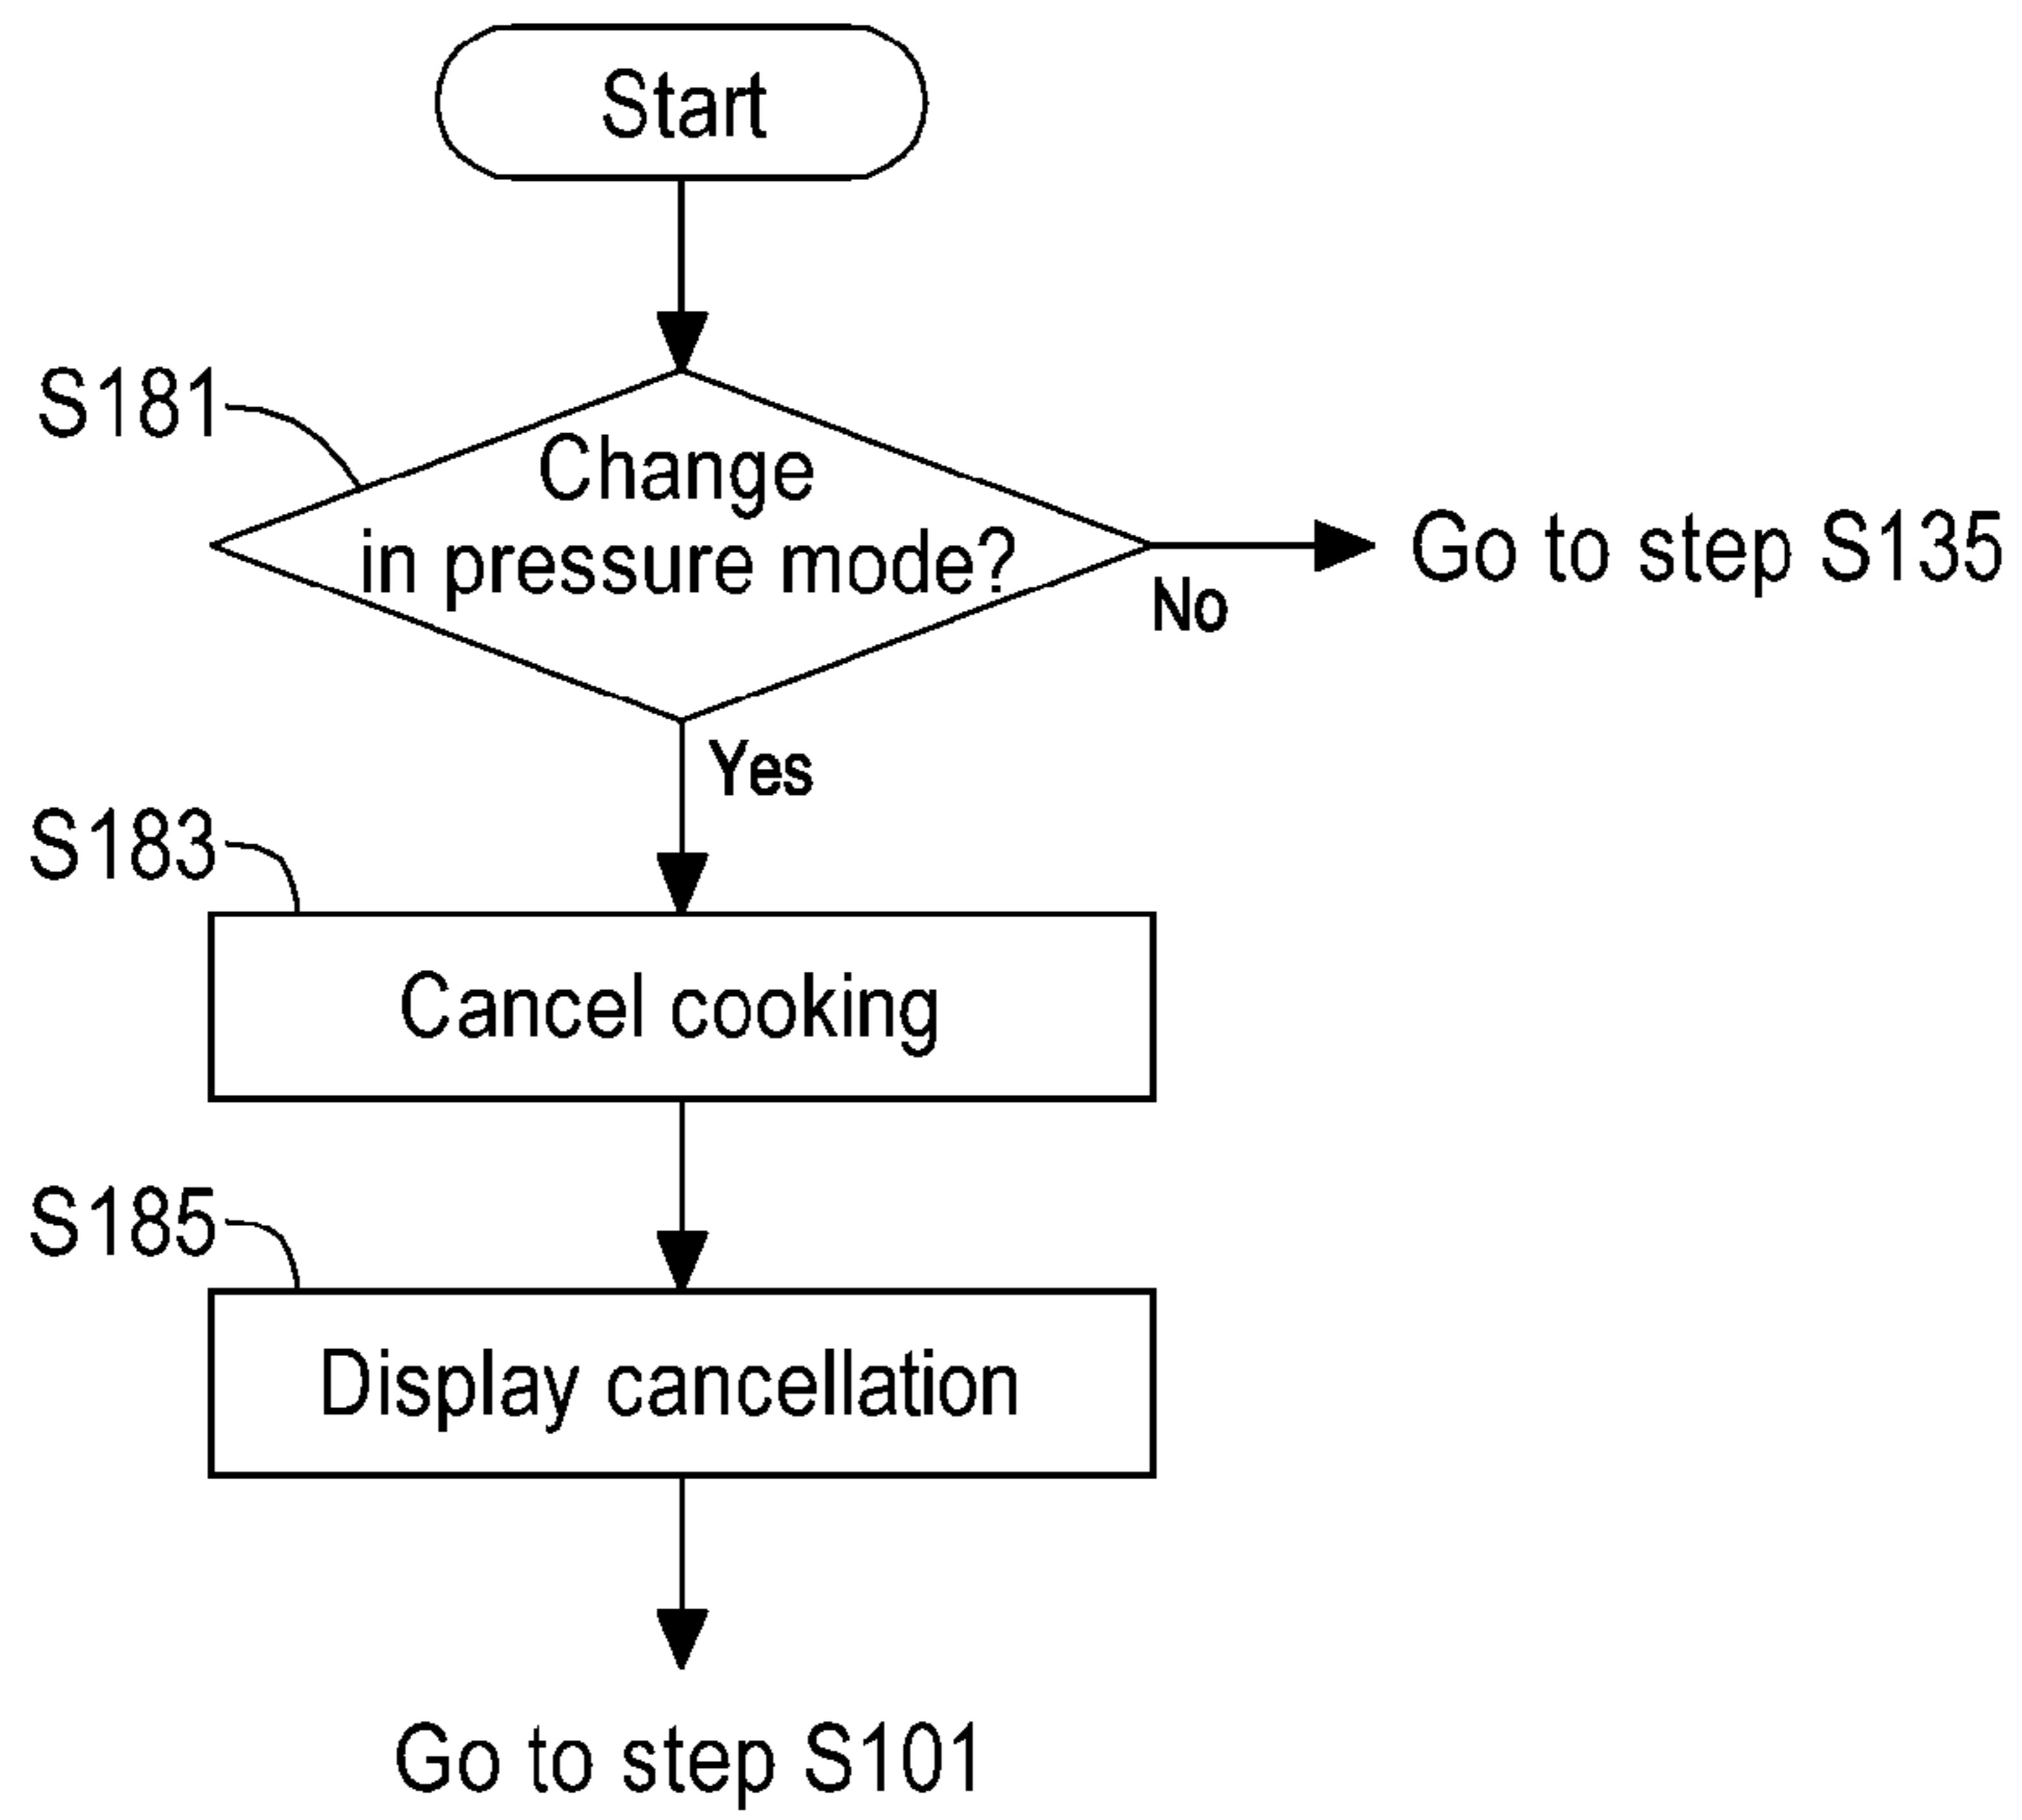 Start
S181
Change
in pressure mode?
No
Go to step S135
Yes
S183
Cancel cooking
S185
Display cancellation
Go to step S101